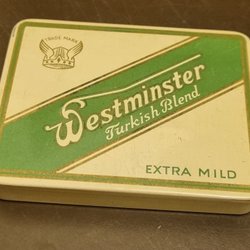 TRADE MARK
Westminster
Turkish Blend
EXTRA MILD